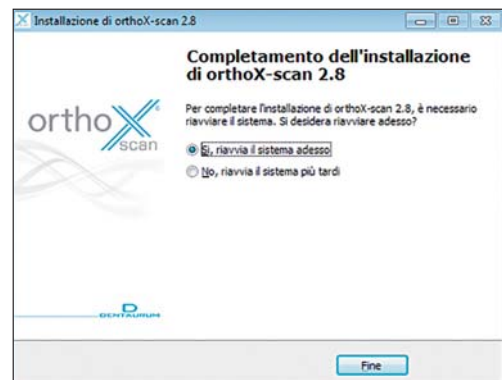 Installazione di orthoX-scan 2.8
Completamento dell'installazione
di orthoX-scan 2.8
Per completare l'installazione di orthoX-scan 2.8, è necessario
riavviare il sistema. Si desidera riavviare adesso?
Sì, riavvia il sistema adesso
No, riavvia il sistema più tardi
orthoX®
scan
D
DENTAURUM
Fine